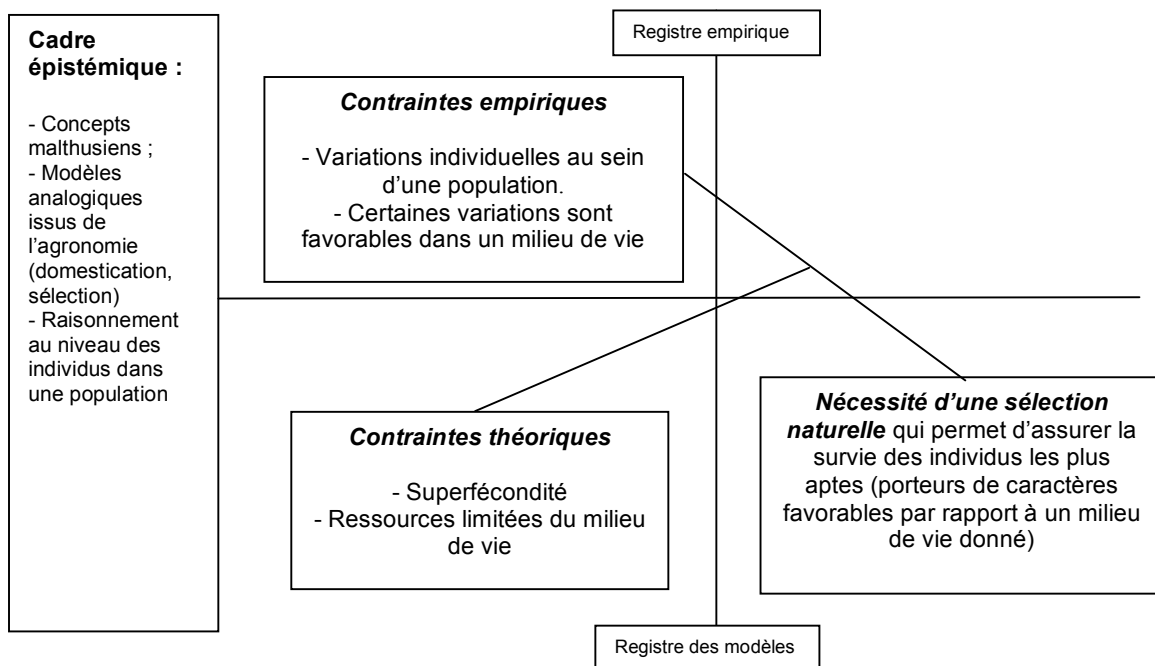 Cadre
épistémique :
- Concepts
malthusiens ;
- Modèles
analogiques
issus de
l'agronomie
(domestication,
sélection)
- Raisonnement
au niveau des
individus dans
une population
Registre empirique
Contraintes empiriques
- Variations individuelles au sein
d'une population.
- Certaines variations sont
favorables dans un milieu de vie
Contraintes théoriques
- Superfécondité
- Ressources limitées du milieu
de vie
Nécessité d'une sélection
naturelle qui permet d'assurer la
survie des individus les plus
aptes (porteurs de caractères
favorables par rapport à un milieu
de vie donné)
Registre des modèles